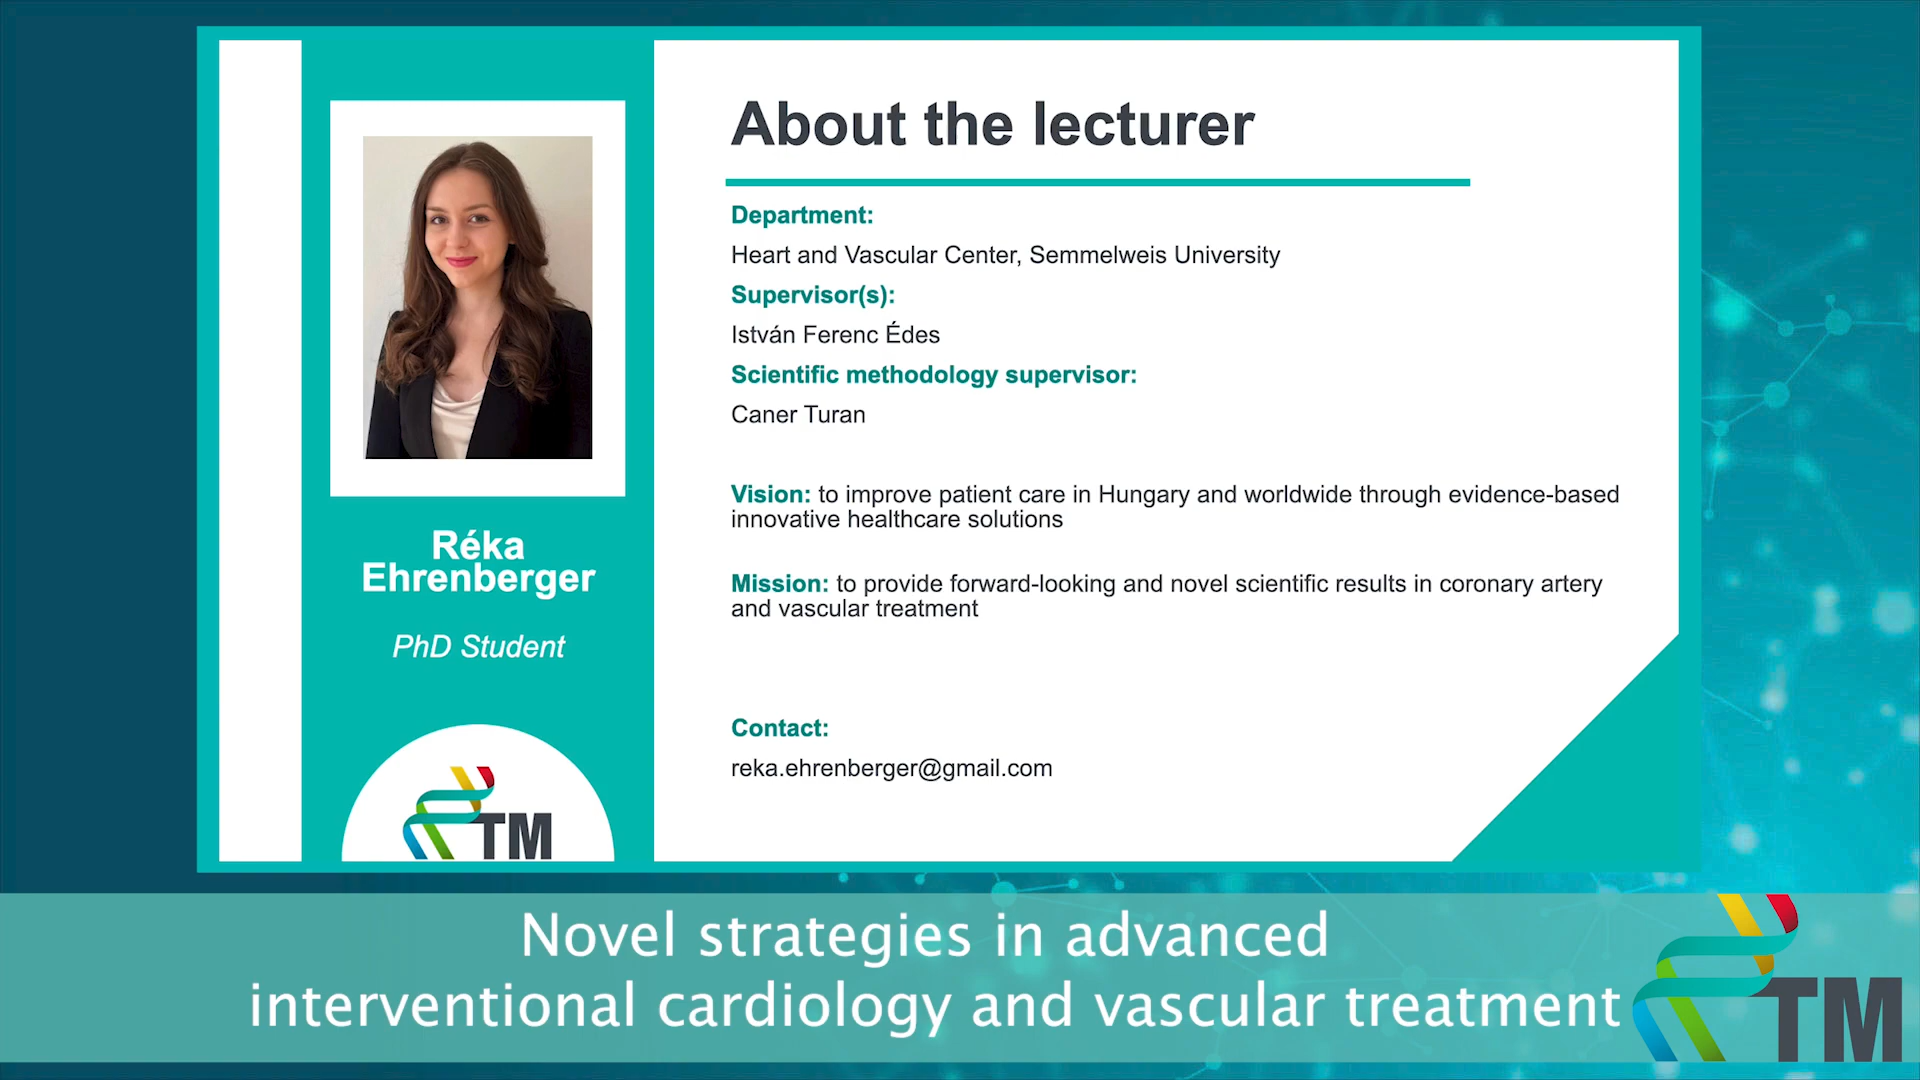 About the lecturer
Department:
Heart and Vascular Center, Semmelweis University
Supervisor(s):
István Ferenc Édes
Scientific methodology supervisor:
Caner Turan
Vision: to improve patient care in Hungary and worldwide through evidence-based
innovative healthcare solutions
Mission: to provide forward-looking and novel scientific results in coronary artery
and vascular treatment
Contact:
reka.ehrenberger@gmail.com
Réka
Ehrenberger
PhD Student
TM
Novel strategies in advanced
interventional cardiology and vascular treatment
TM